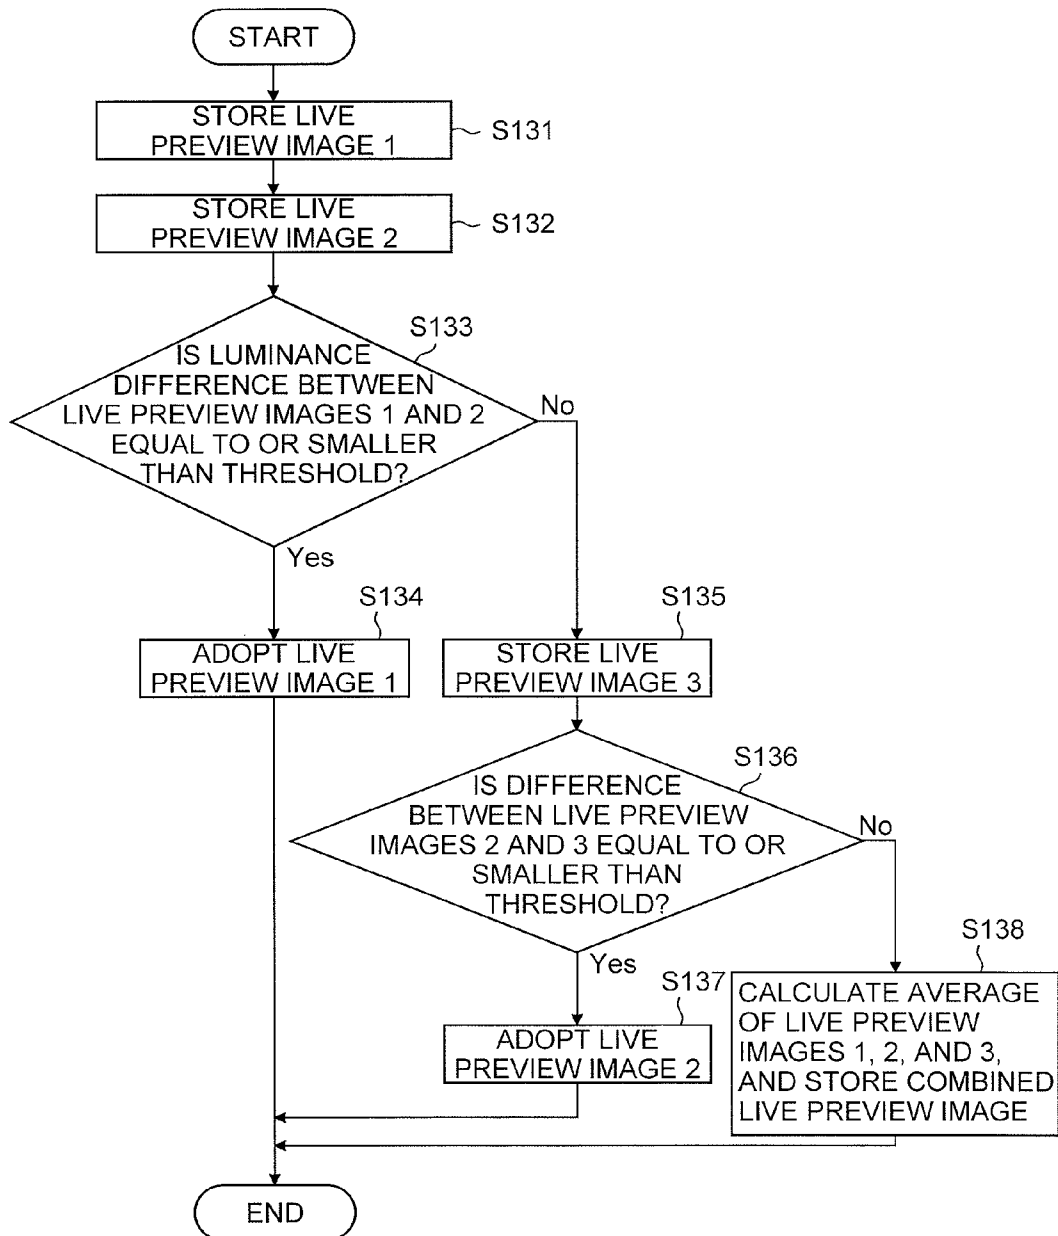 START
STORE LIVE
PREVIEW IMAGE 1
S131
STORE LIVE
PREVIEW IMAGE 2
S132
S133
IS LUMINANCE
DIFFERENCE BETWEEN
LIVE PREVIEW IMAGES 1 AND 2
EQUAL TO OR SMALLER
THAN THRESHOLD?
No
Yes
S134
ADOPT LIVE
PREVIEW IMAGE 1
S135
STORE LIVE
PREVIEW IMAGE 3
S136
IS DIFFERENCE
BETWEEN LIVE PREVIEW
IMAGES 2 AND 3 EQUAL TO OR
SMALLER THAN
THRESHOLD?
No
Yes
S137
ADOPT LIVE
PREVIEW IMAGE 2
S138
CALCULATE AVERAGE
OF LIVE PREVIEW
IMAGES 1, 2, AND 3,
AND STORE COMBINED
LIVE PREVIEW IMAGE
END